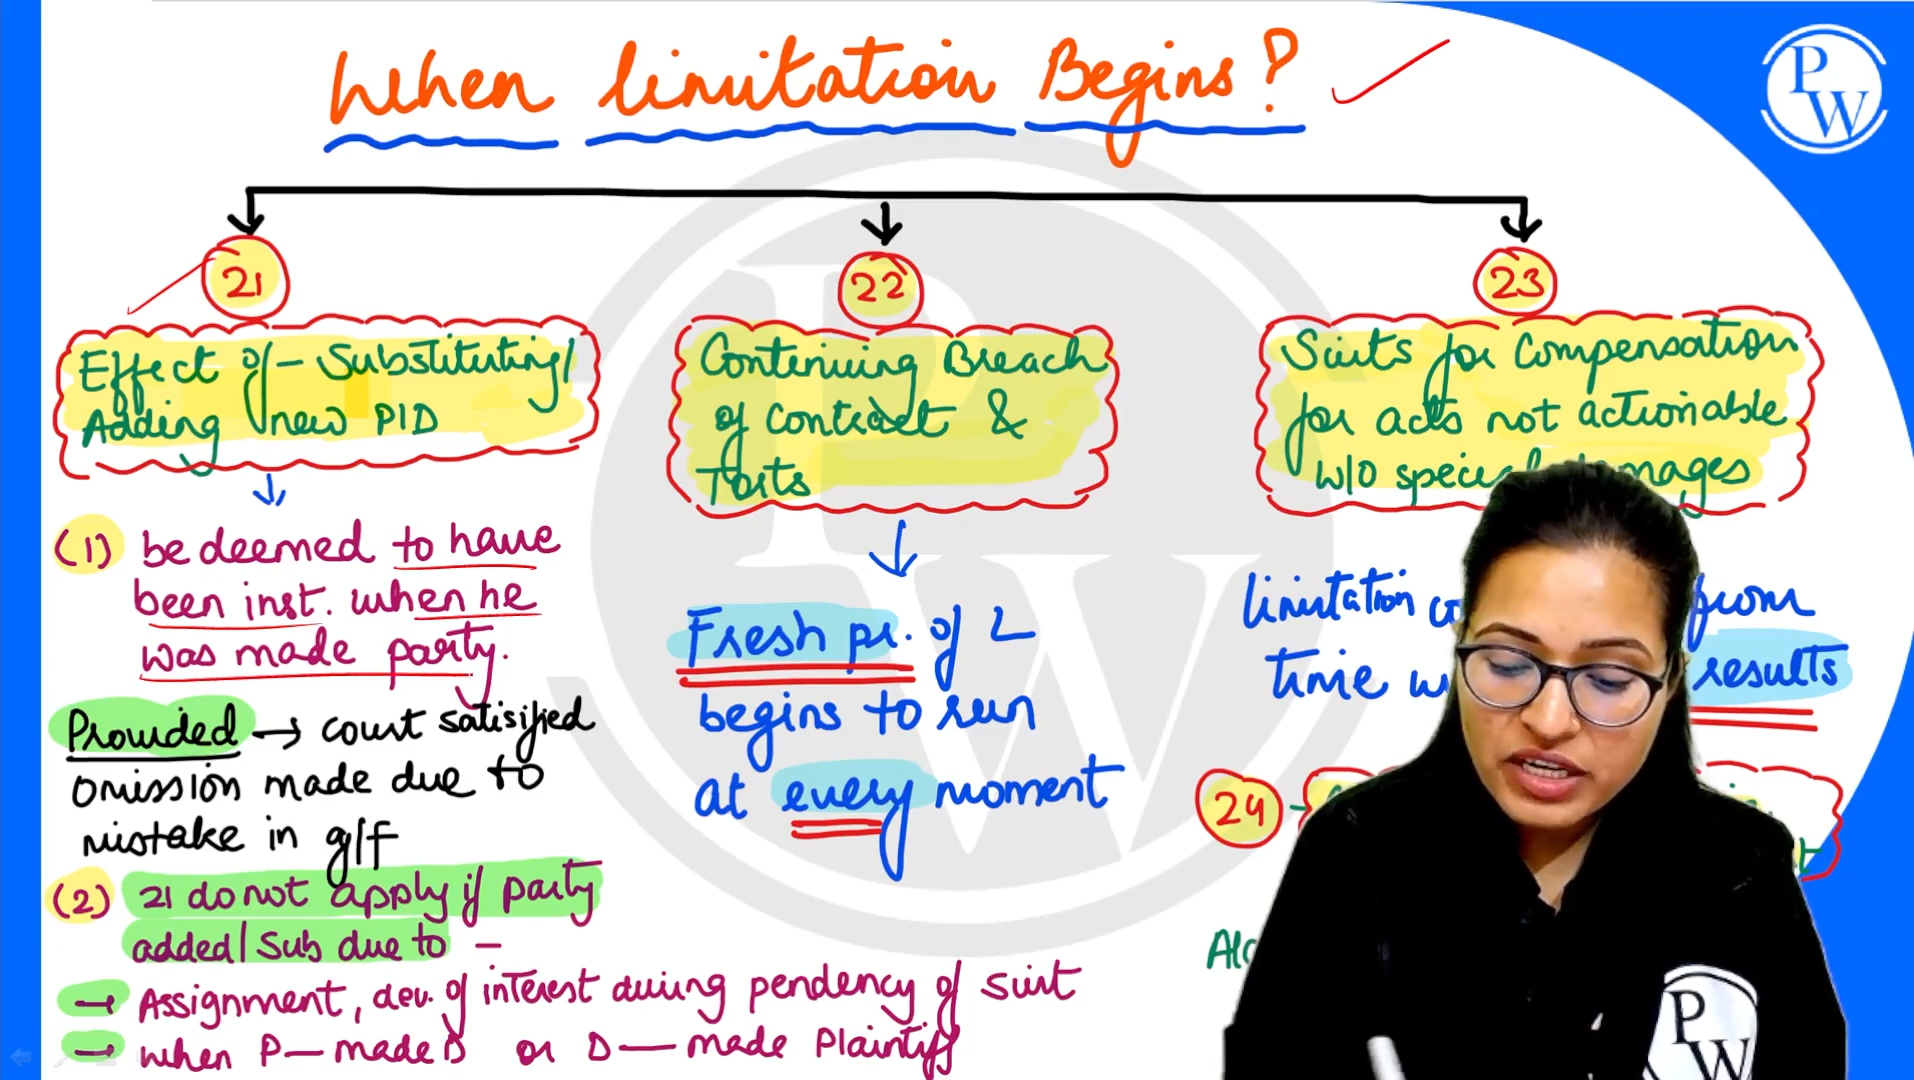 When limitation Begins?
P
W
21
Effect of - Substituting/
Adding new P/D
(1) be deemed to have
been inst. when he
was made party.
Provided → court satisified
omission made due to
mistake in g/f
(2) 21 do not apply if party
added/Sub due to -
→ Assignment, dev. of interest during pendency of Suit
→ when P - made D or D - made Plaintiff
22
Continuing Breach
of contract &
Torts
Fresh pr. of L
begins to run
at every moment
23
Suits for compensation
for acts not actionable
w/o special damages
limitation from
time results
24
P
W